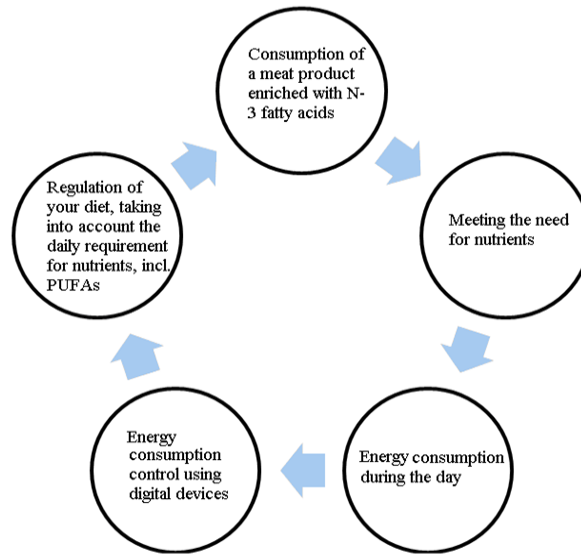 Consumption of
a meat product
enriched with N-
3 fatty acids
Meeting the need
for nutrients
Energy consumption
during the day
Energy
consumption
control using
digital devices
Regulation of
your diet, taking
into account the
daily requirement
for nutrients, incl.
PUFAs